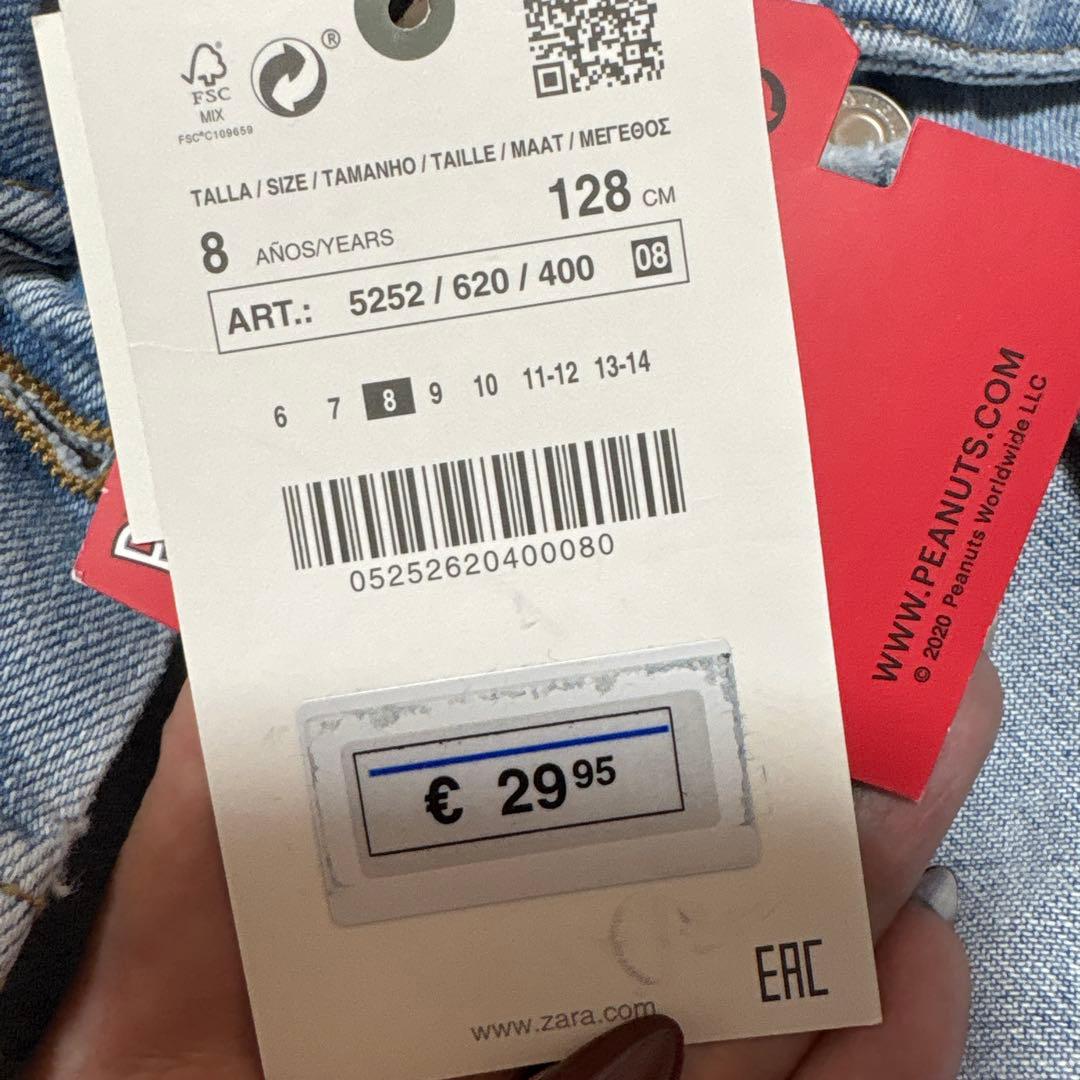 ®
FSC
MIX
FSC®C109659
TALLA / SIZE / TAMANHO / TAILLE / MAAT / ΜΕΓΕΘΟΣ
128 CM
8 AÑOS/YEARS
ART.: 5252 / 620 / 400 08
6 7 8 9 10 11-12 13-14
05252620400080
€ 29 95
EAC
www.zara.com
WWW.PEANUTS.COM
© 2020 Peanuts Worldwide LLC